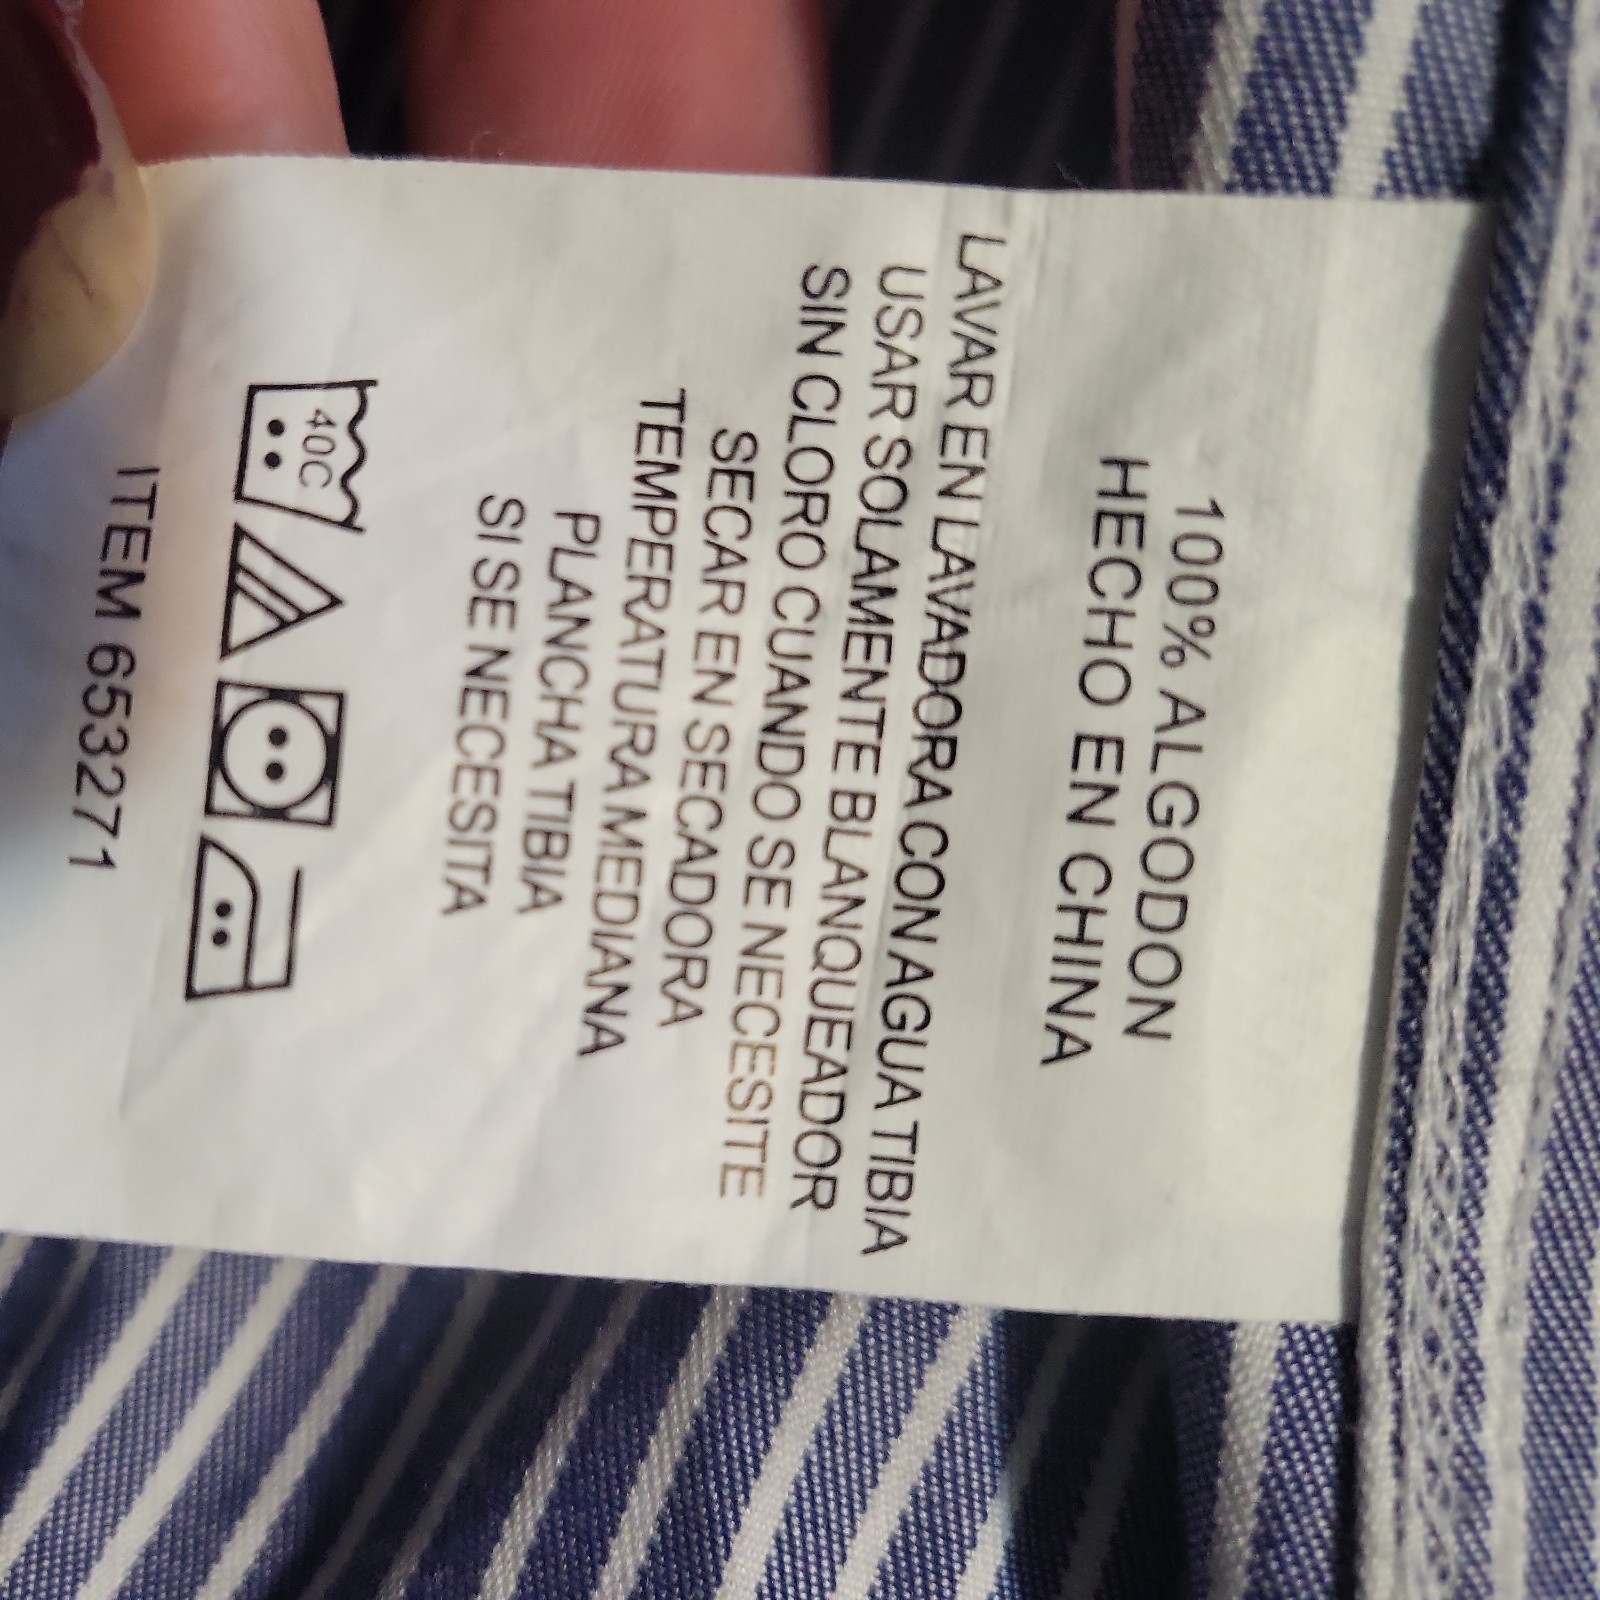 100% ALGODON
HECHO EN CHINA
LAVAR EN LAVADORA CON AGUA TIBIA
USAR SOLAMENTE BLANQUEADOR
SIN CLORO CUANDO SE NECESITE
SECAR EN SECADORA
TEMPERATURA MEDIANA
PLANCHA TIBIA
SI SE NECESITA
40C
ITEM 653271